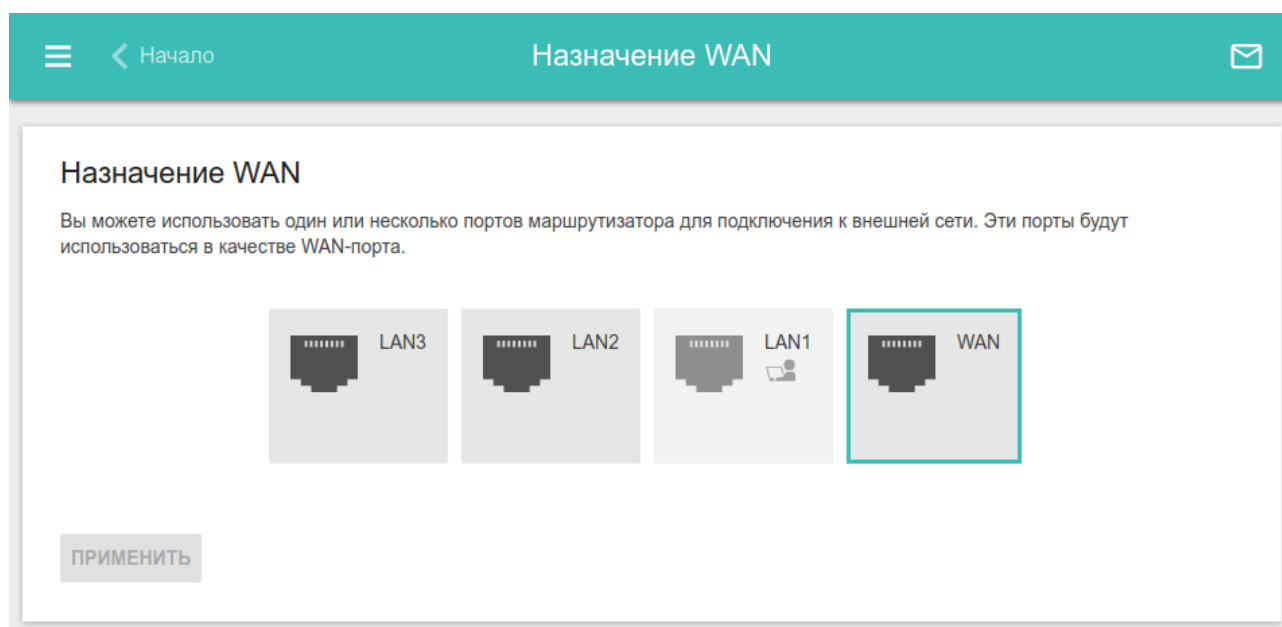 Начало
Назначение WAN
Назначение WAN
Вы можете использовать один или несколько портов маршрутизатора для подключения к внешней сети. Эти порты будут
использоваться в качестве WAN-порта.
LAN3
LAN2
LAN1
WAN
ПРИМЕНИТЬ